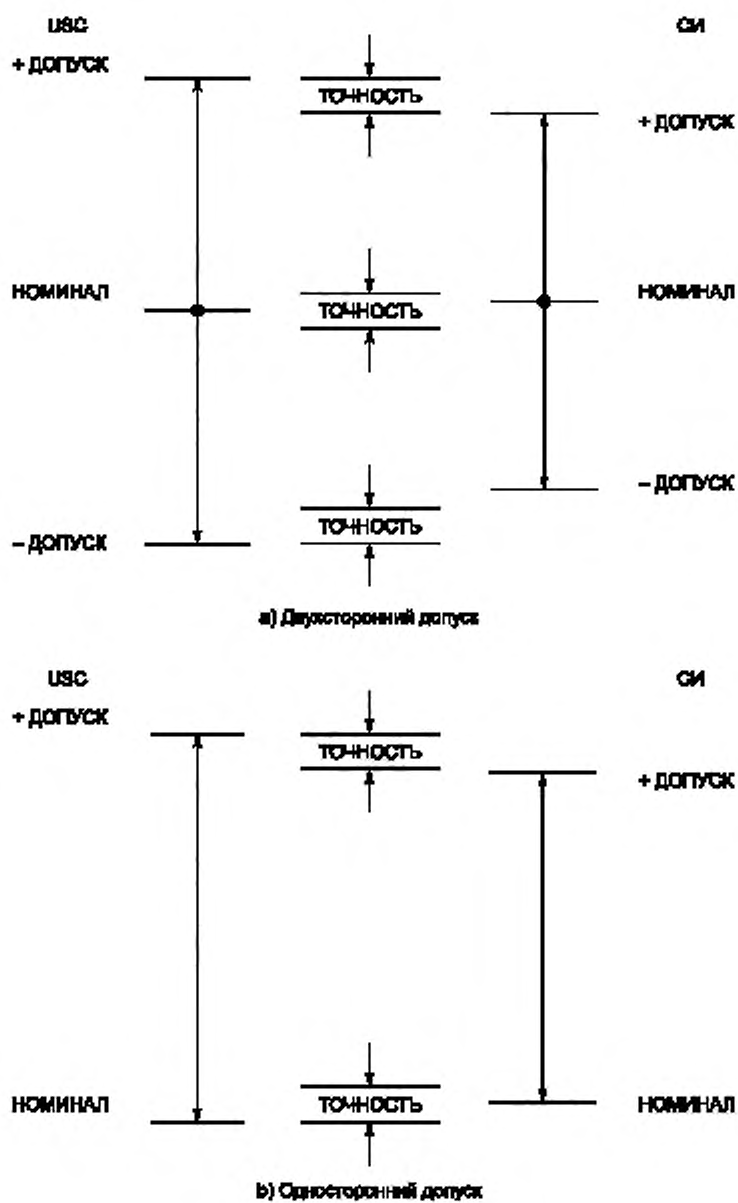 USC СИ
+ ДОПУСК
ТОЧНОСТЬ
+ ДОПУСК
НОМИНАЛ ТОЧНОСТЬ НОМИНАЛ
– ДОПУСК
ТОЧНОСТЬ
– ДОПУСК
а) Двухсторонний допуск
USC СИ
+ ДОПУСК
ТОЧНОСТЬ
+ ДОПУСК
НОМИНАЛ ТОЧНОСТЬ НОМИНАЛ
b) Односторонний допуск